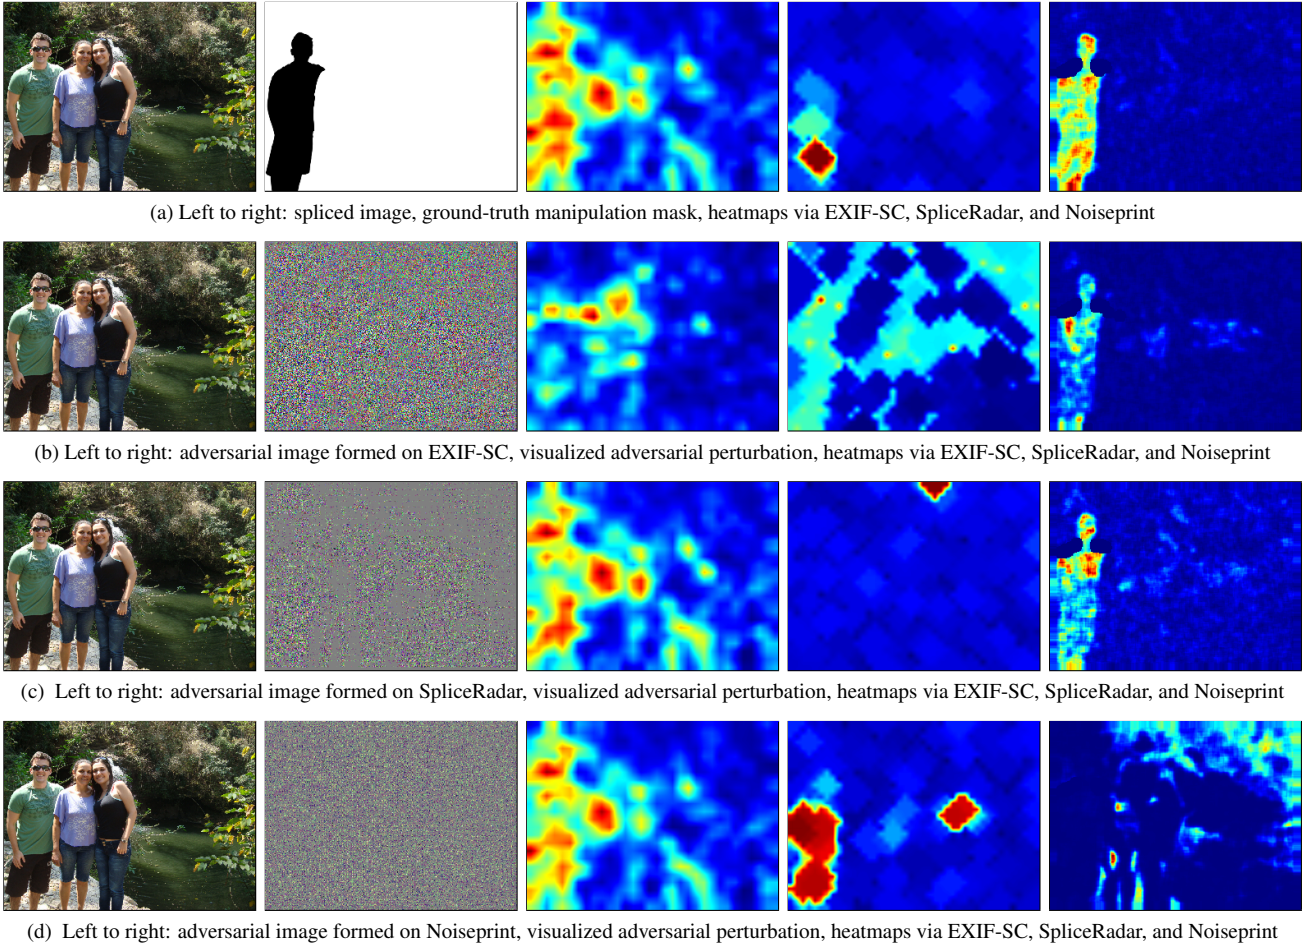 (a) Left to right: spliced image, ground-truth manipulation mask, heatmaps via EXIF-SC, SpliceRadar, and Noiseprint
(b) Left to right: adversarial image formed on EXIF-SC, visualized adversarial perturbation, heatmaps via EXIF-SC, SpliceRadar, and Noiseprint
(c) Left to right: adversarial image formed on SpliceRadar, visualized adversarial perturbation, heatmaps via EXIF-SC, SpliceRadar, and Noiseprint
(d) Left to right: adversarial image formed on Noiseprint, visualized adversarial perturbation, heatmaps via EXIF-SC, SpliceRadar, and Noiseprint